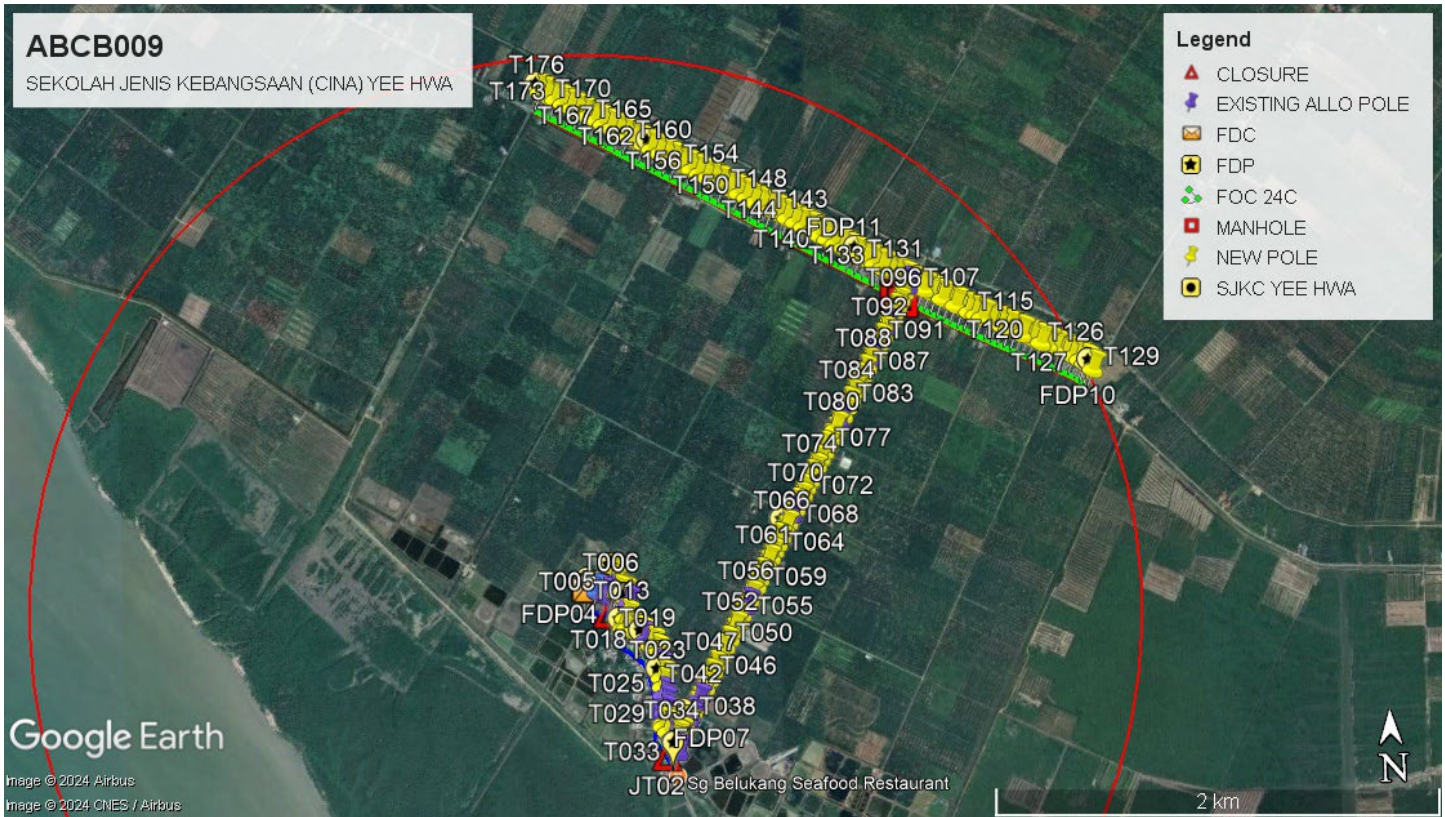 ABCB009
SEKOLAH JENIS KEBANGSAAN (CINA) YEE HWA
Legend
CLOSURE
EXISTING ALLO POLE
FDC
FDP
FOC 24C
MANHOLE
NEW POLE
SJKC YEE HWA
T176
T173
T170
T167
T165
T162
T160
T156
T154
T150
T148
T144
T143
T140
FDP11
T133
T131
T096
T107
T092
T115
T091
T120
T126
T088
T127
T129
T087
T084
FDP10
T083
T080
T077
T074
T070
T072
T066
T068
T061
T064
T006
T056
T059
T005
T013
T052
T055
FDP04
T019
T018
T050
T047
T023
T046
T042
T025
T038
T034
T029
FDP07
T033
JT02
Sg Belukang Seafood Restaurant
Google Earth
Image © 2024 Airbus
Image © 2024 CNES / Airbus
N
2 km